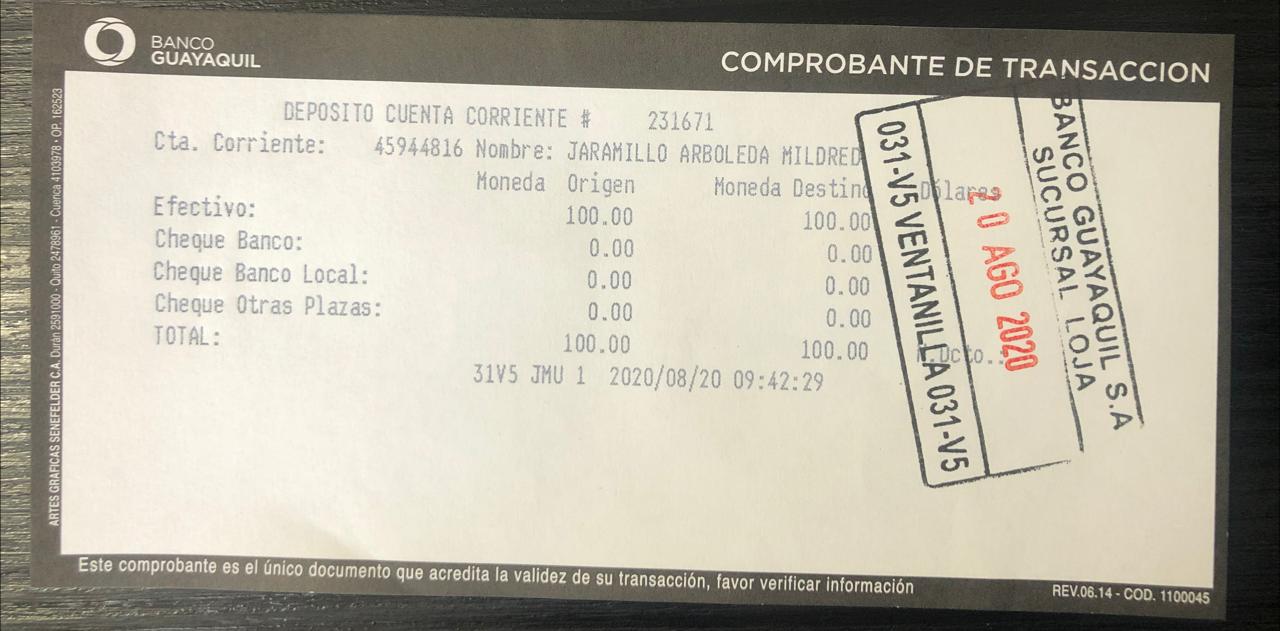 BANCO
GUAYAQUIL
COMPROBANTE DE TRANSACCION
DEPOSITO CUENTA CORRIENTE # 231671
Cta. Corriente: 45944816 Nombre: JARAMILLO ARBOLEDA MILDRED
Moneda Origen Moneda Destino Dólares
Efectivo: 100.00 100.00
Cheque Banco: 0.00 0.00
Cheque Banco Local: 0.00 0.00
Cheque Otras Plazas: 0.00 0.00
TOTAL: 100.00 100.00 N.Dcto.:
31V5 JMU 1 2020/08/20 09:42:29
BANCO GUAYAQUIL S.A
SUCURSAL LOJA
20 AGO 2020
031-V5 VENTANILLA 031-V5
ARTES GRAFICAS SENEFELDER C.A. Durán 2591000 - Quito 2478961 - Cuenca 4103978 - OP. 162523
Este comprobante es el único documento que acredita la validez de su transacción, favor verificar información
REV.06.14 - COD. 1100045